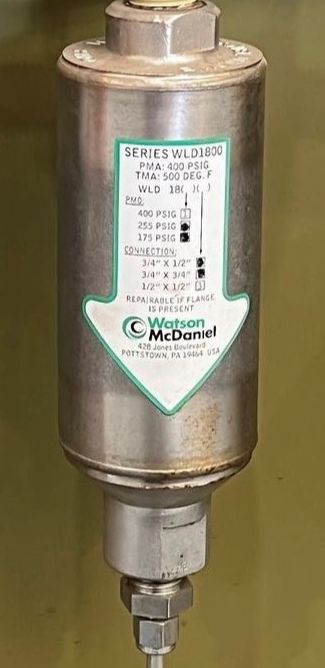 SERIES WLD1800
PMA: 400 PSIG
TMA: 500 DEG. F
WLD 18( )( )
PMO:
400 PSIG 1
255 PSIG
175 PSIG
CONNECTION:
3/4" X 1/2"
3/4" X 3/4"
1/2" X 1/2" 3
REPAIRABLE IF FLANGE
IS PRESENT
Watson
McDaniel
428 Jones Boulevard
POTTSTOWN, PA 19464 USA